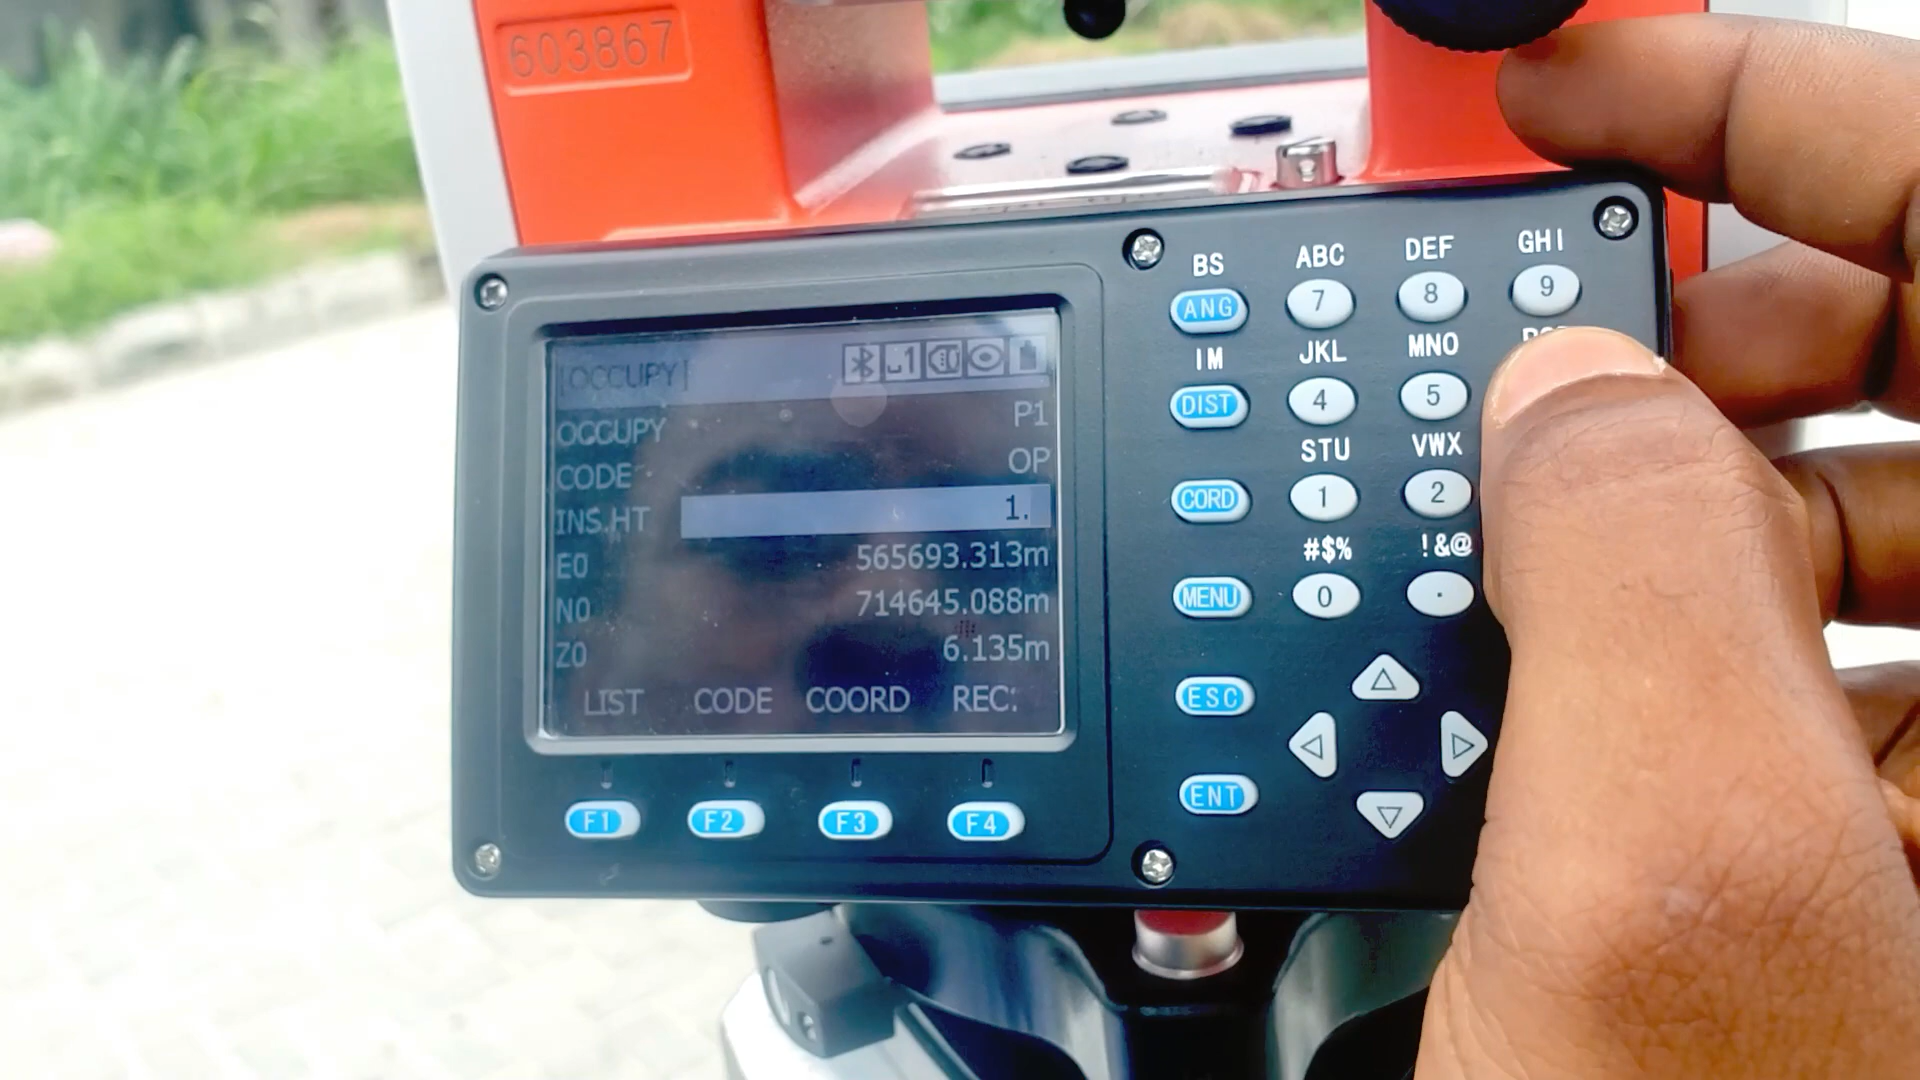 603867
[OCCUPY]
OCCUPY P1
CODE OP
INS.HT 1.
E0 565693.313m
N0 714645.088m
Z0 6.135m
LIST CODE COORD REC.
F1 F2 F3 F4
BS ABC DEF GHI
ANG 7 8 9
IM JKL MNO
DIST 4 5
STU VWX
CORD 1 2
#$% !&@
MENU 0 .
ESC
ENT